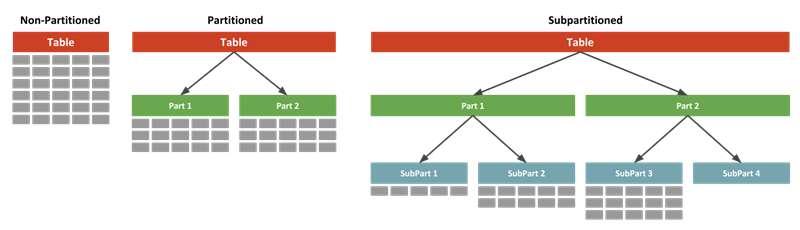 Non-Partitioned
Partitioned
Subpartitioned
Table
Table
Table
Part 1
Part 2
Part 1
Part 2
SubPart 1
SubPart 2
SubPart 3
SubPart 4